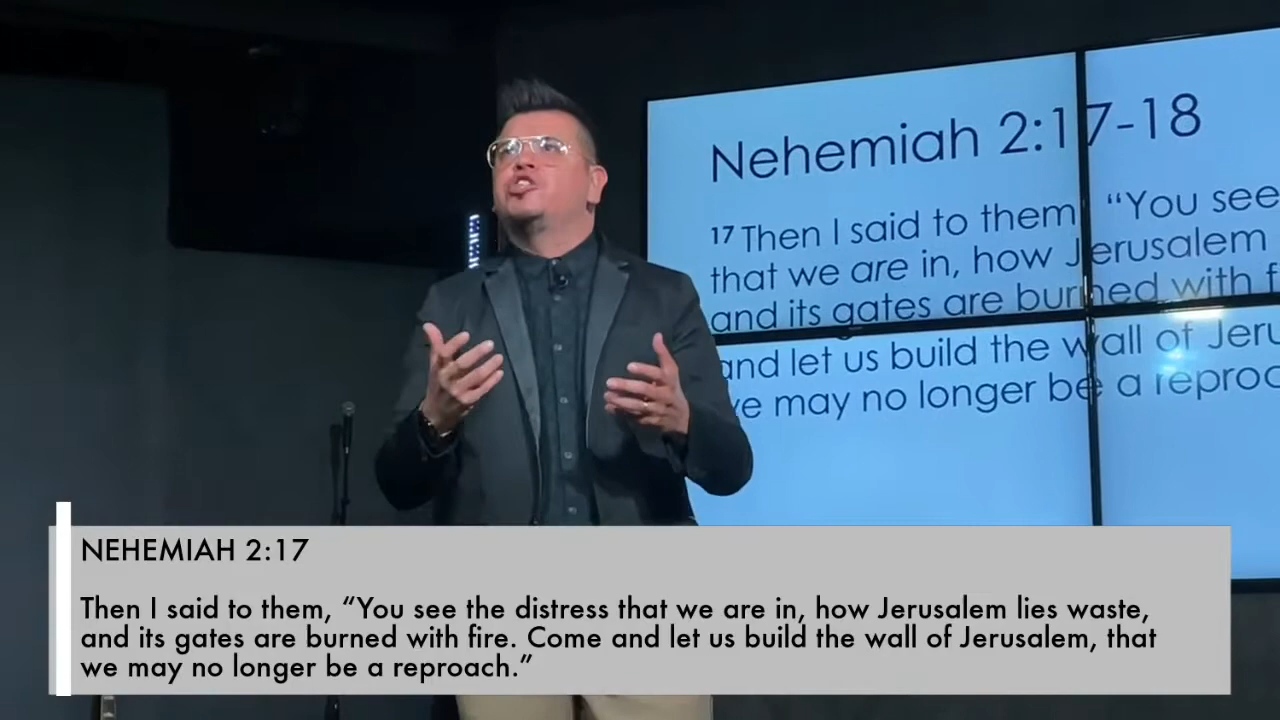 Nehemiah 2:17-18
17 Then I said to them, “You see
that we are in, how Jerusalem
and its gates are burned with
and let us build the wall of
we may no longer be a
NEHEMIAH 2:17
Then I said to them, “You see the distress that we are in, how Jerusalem lies waste,
and its gates are burned with fire. Come and let us build the wall of Jerusalem, that
we may no longer be a reproach.”